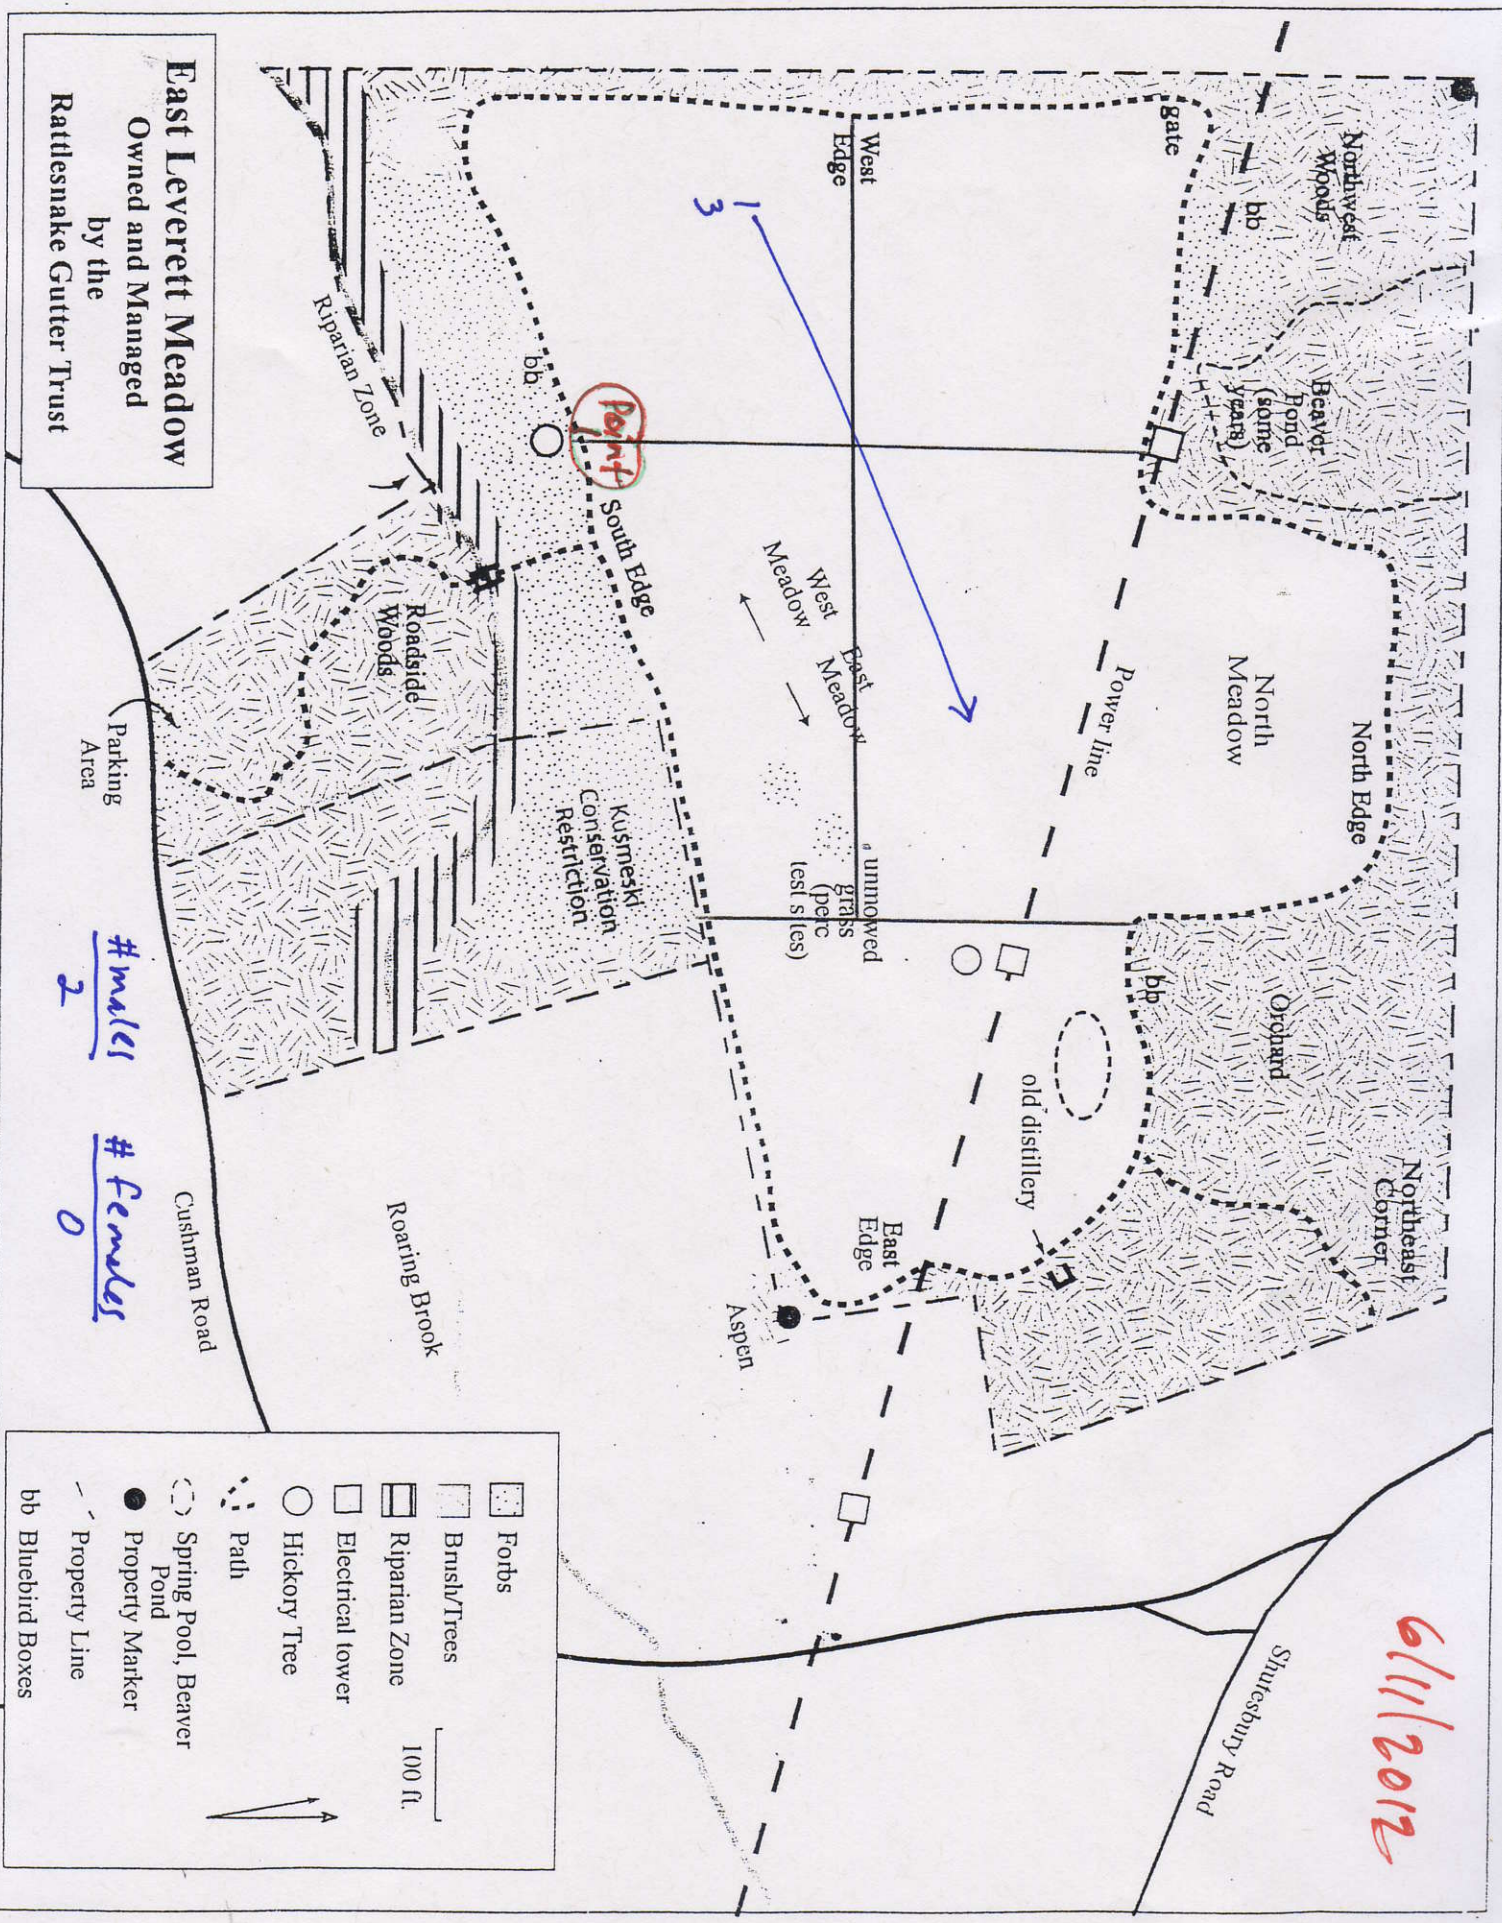 6/11/2012
Northwest
Woods
bb
gate
Beaver
Pond
(some
years)
North
Meadow
North Edge
Power line
Orchard
bb
Northeast
Corner
old distillery
Shutesbury Road
West
Edge
1
3
West
Meadow
East
Meadow
unmowed
grass
(perc
test sites)
East
Edge
Aspen
Point
South Edge
bb
Riparian Zone
Roadside
Woods
Kusmeski
Conservation
Restriction
Parking
Area
Roaring Brook
Cushman Road
#males
2
# females
0
East Leverett Meadow
Owned and Managed
by the
Rattlesnake Gutter Trust
Forbs
Brush/Trees
Riparian Zone
Electrical tower
Hickory Tree
Path
Spring Pool, Beaver
Pond
Property Marker
Property Line
bb Bluebird Boxes
100 ft.